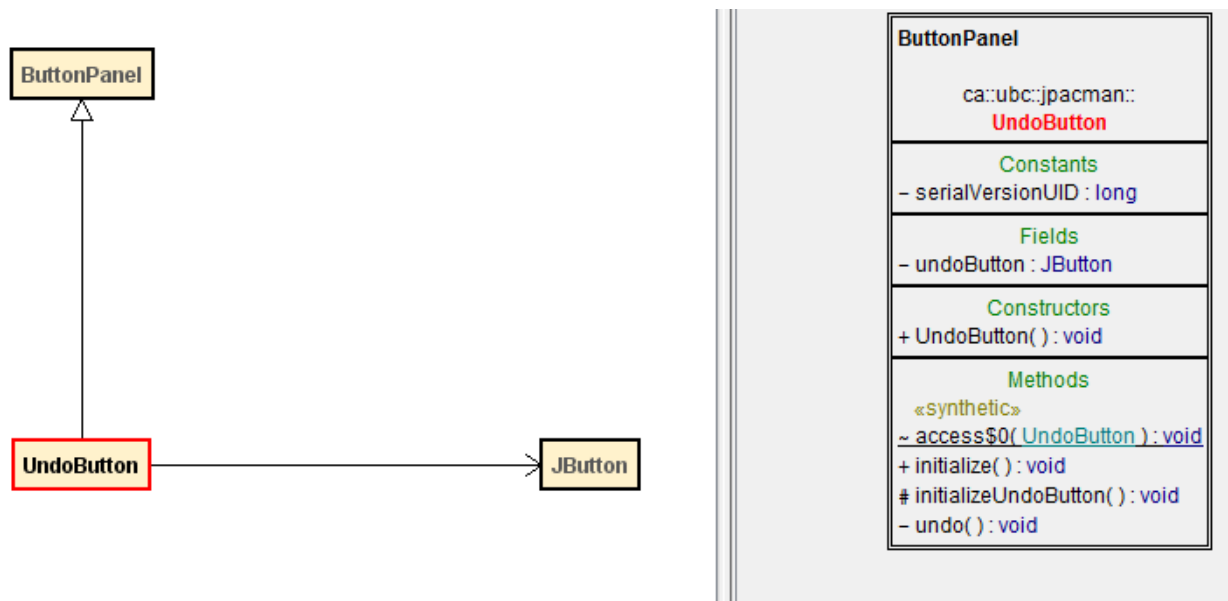 ButtonPanel
UndoButton
JButton
ButtonPanel
ca::ubc::jpacman::
UndoButton
Constants
– serialVersionUID : long
Fields
– undoButton : JButton
Constructors
+ UndoButton( ) : void
Methods
«synthetic»
~ access$0( UndoButton ) : void
+ initialize( ) : void
# initializeUndoButton( ) : void
– undo( ) : void